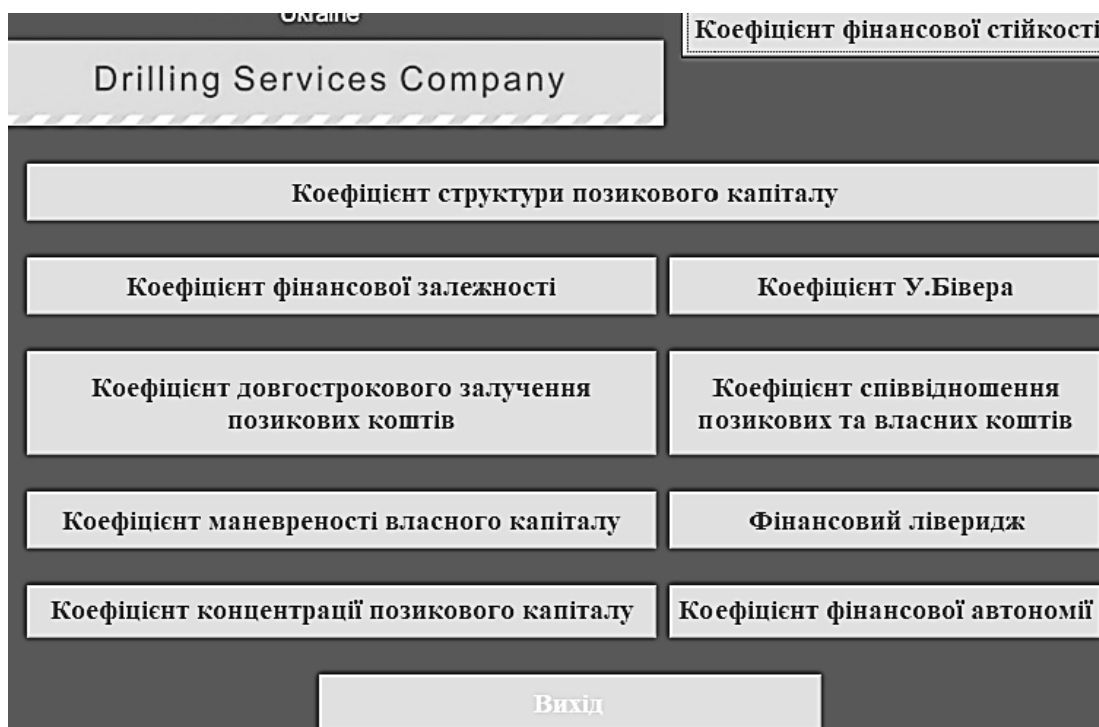 Ukraine
Коефіцієнт фінансової стійкості
Drilling Services Company
Коефіцієнт структури позикового капіталу
Коефіцієнт фінансової залежності
Коефіцієнт У.Бівера
Коефіцієнт довгострокового залучення
позикових коштів
Коефіцієнт співвідношення
позикових та власних коштів
Коефіцієнт маневреності власного капіталу
Фінансовий ліверидж
Коефіцієнт концентрації позикового капіталу
Коефіцієнт фінансової автономії
Вихід